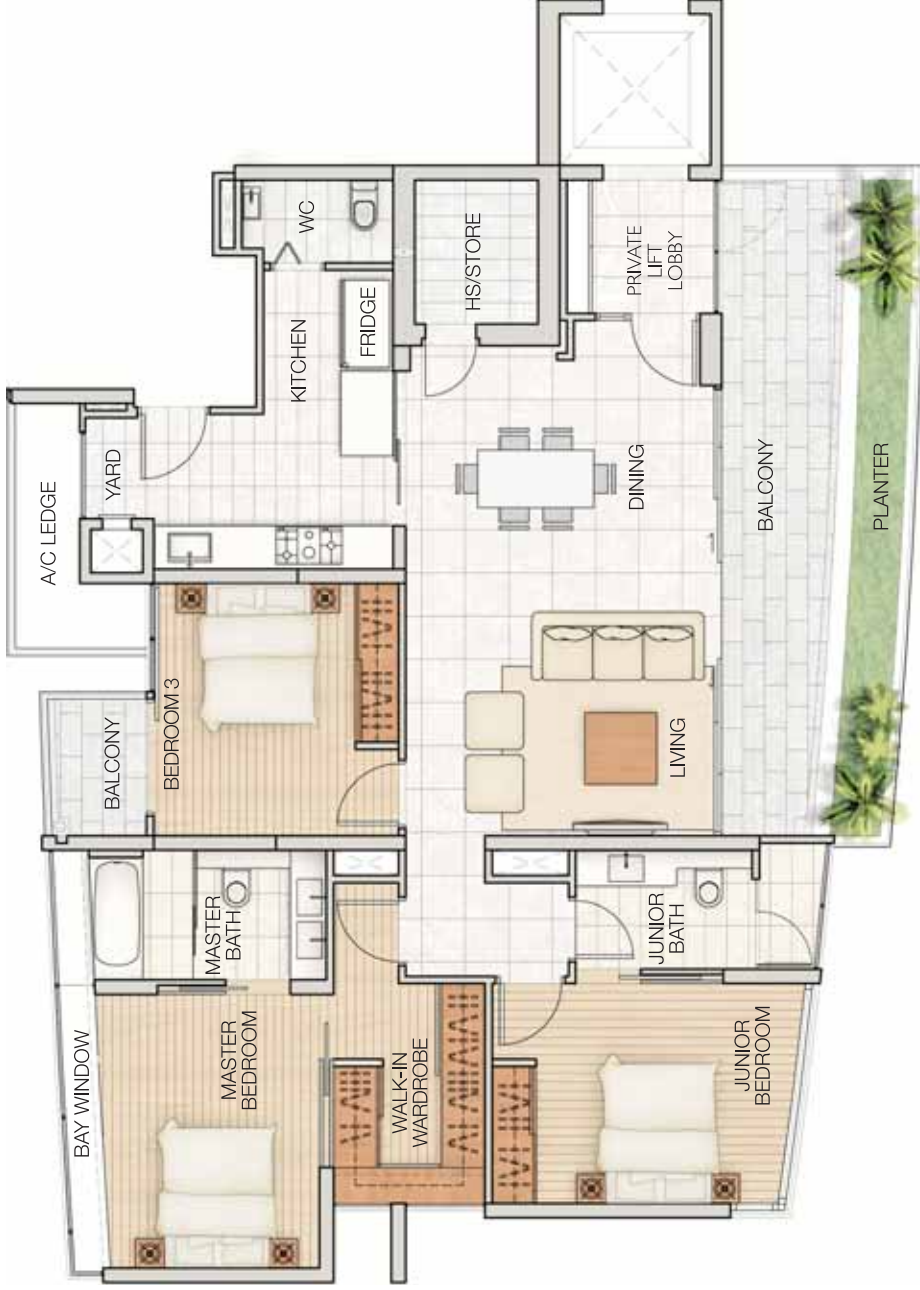 A/C LEDGE
YARD
KITCHEN
WC
FRIDGE
HS/STORE
PRIVATE
LIFT
LOBBY
BALCONY
BEDROOM 3
DINING
LIVING
BALCONY
PLANTER
BAY WINDOW
MASTER
BATH
MASTER
BEDROOM
WALK-IN
WARDROBE
JUNIOR
BATH
JUNIOR
BEDROOM